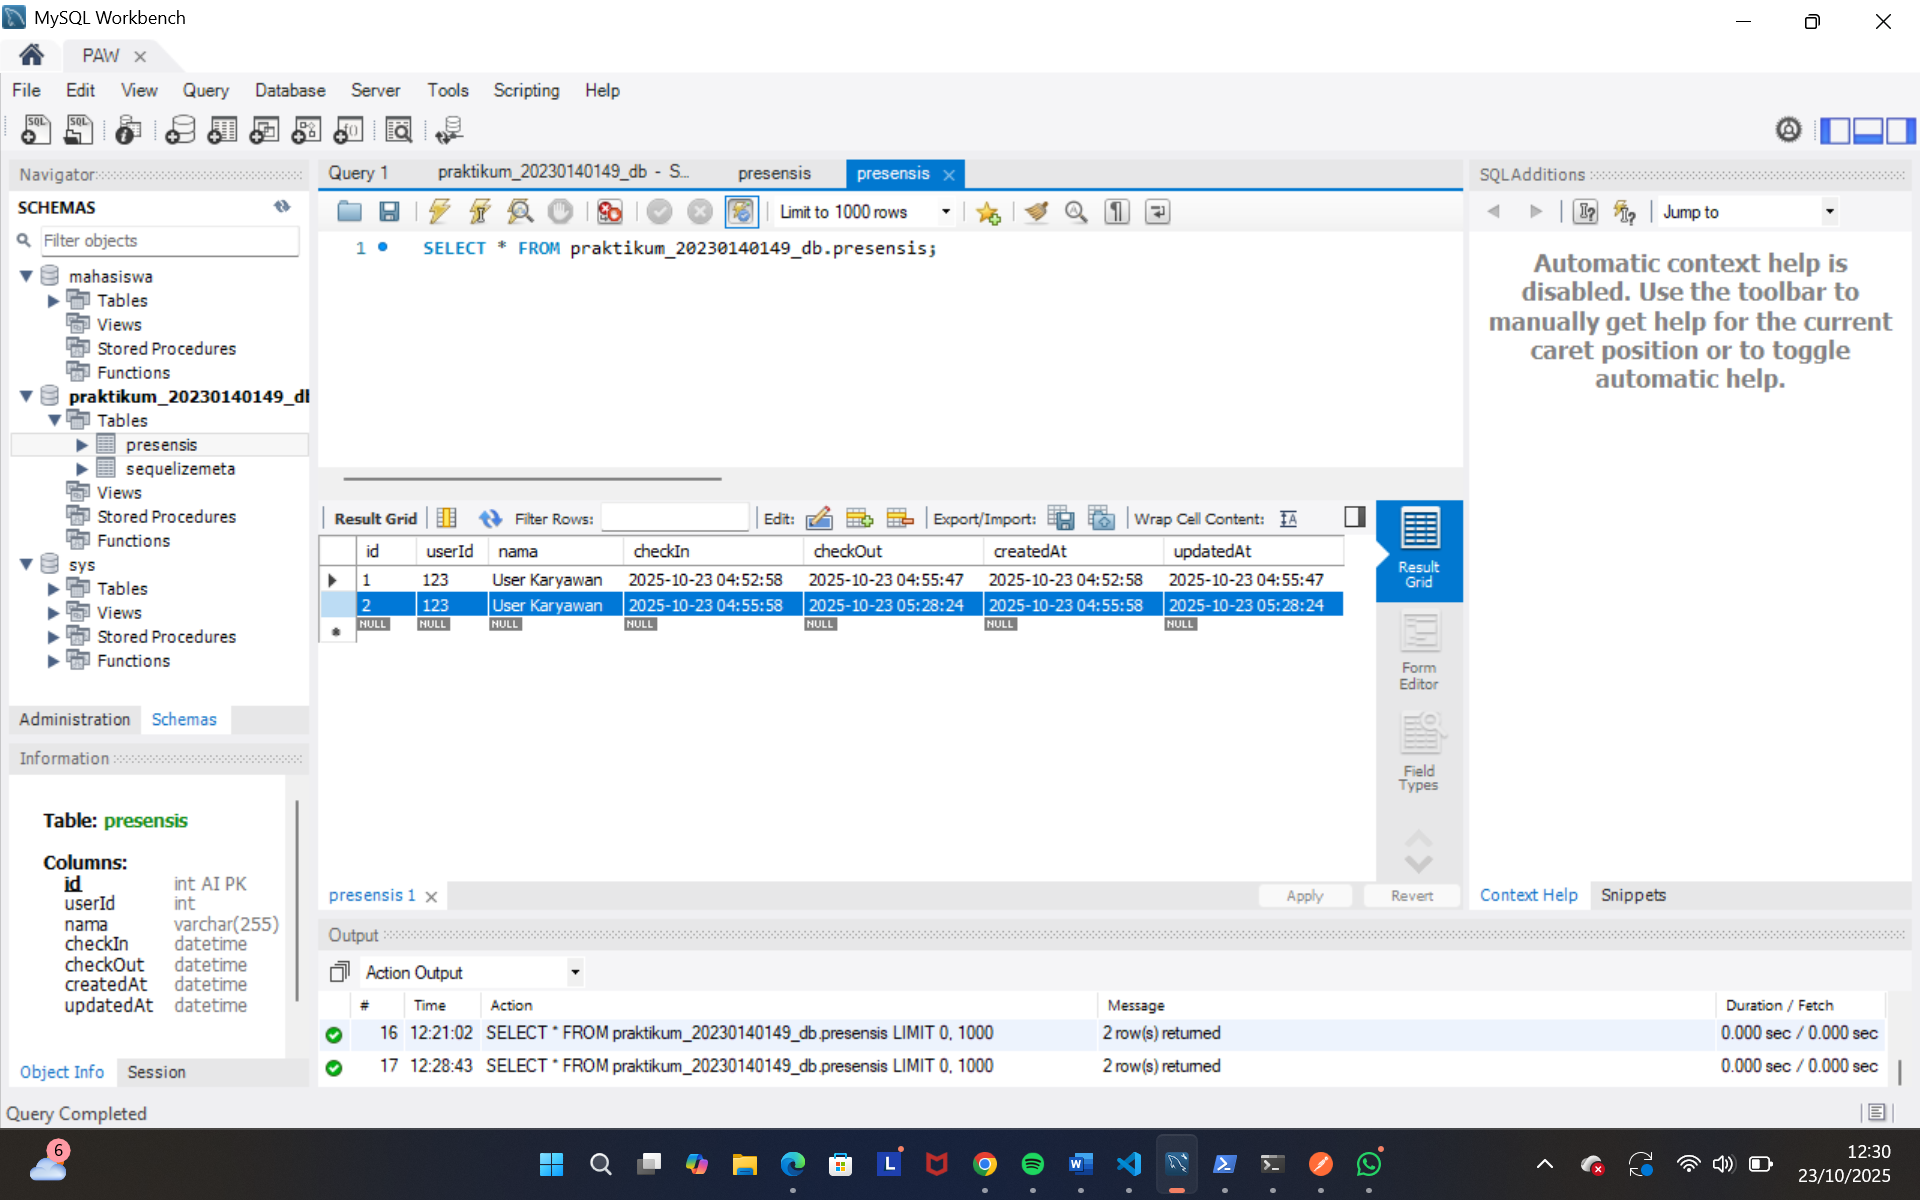 MySQL Workbench
PAW
File Edit View Query Database Server Tools Scripting Help
Navigator
SCHEMAS
Filter objects
mahasiswa
Tables
Views
Stored Procedures
Functions
praktikum_20230140149_db
Tables
presensis
sequelizemeta
Views
Stored Procedures
Functions
sys
Tables
Views
Stored Procedures
Functions
Administration Schemas
Information
Table: presensis
Columns:
id int AI PK
userId int
nama varchar(255)
checkIn datetime
checkOut datetime
createdAt datetime
updatedAt datetime
Object Info Session
Query 1 praktikum_20230140149_db - S... presensis presensis
Limit to 1000 rows
1 SELECT * FROM praktikum_20230140149_db.presensis;
Result Grid Filter Rows: Edit: Export/Import: Wrap Cell Content:
id userId nama checkIn checkOut createdAt updatedAt
1 123 User Karyawan 2025-10-23 04:52:58 2025-10-23 04:55:47 2025-10-23 04:52:58 2025-10-23 04:55:47
2 123 User Karyawan 2025-10-23 04:55:58 2025-10-23 05:28:24 2025-10-23 04:55:58 2025-10-23 05:28:24
NULL NULL NULL NULL NULL NULL NULL
Result
Grid
Form
Editor
Field
Types
presensis 1 Apply Revert
SQLAdditions
Jump to
Automatic context help is
disabled. Use the toolbar to
manually get help for the current
caret position or to toggle
automatic help.
Context Help Snippets
Output
Action Output
# Time Action Message Duration / Fetch
16 12:21:02 SELECT * FROM praktikum_20230140149_db.presensis LIMIT 0, 1000 2 row(s) returned 0.000 sec / 0.000 sec
17 12:28:43 SELECT * FROM praktikum_20230140149_db.presensis LIMIT 0, 1000 2 row(s) returned 0.000 sec / 0.000 sec
Query Completed
6
12:30
23/10/2025